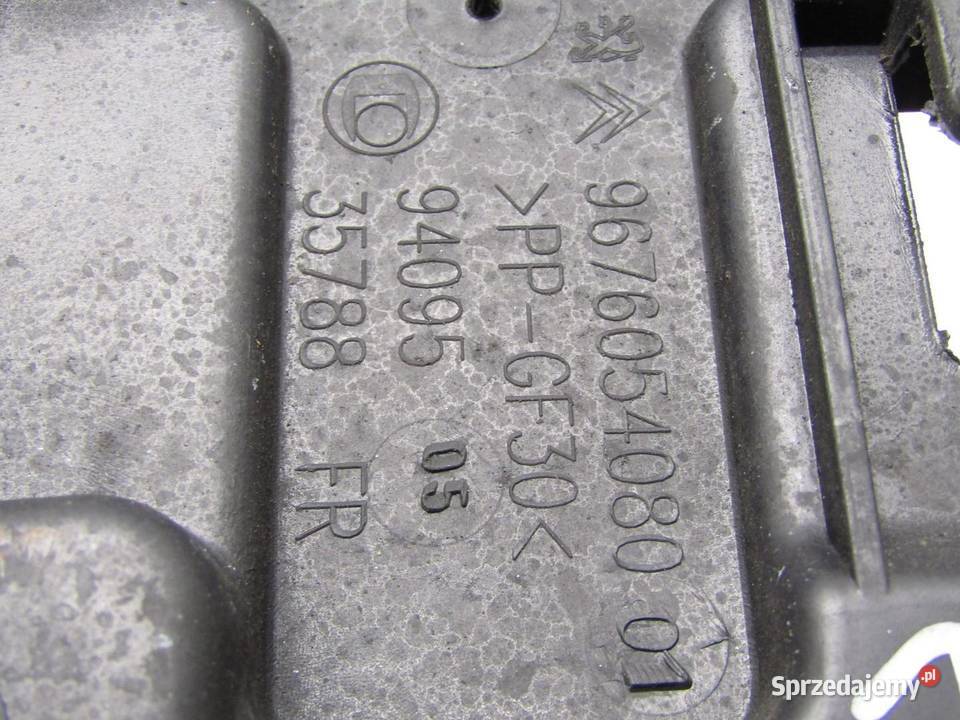 9676054080 01
>PP-GF30<
94095 05
35788 FR
Sprzedajemy.pl